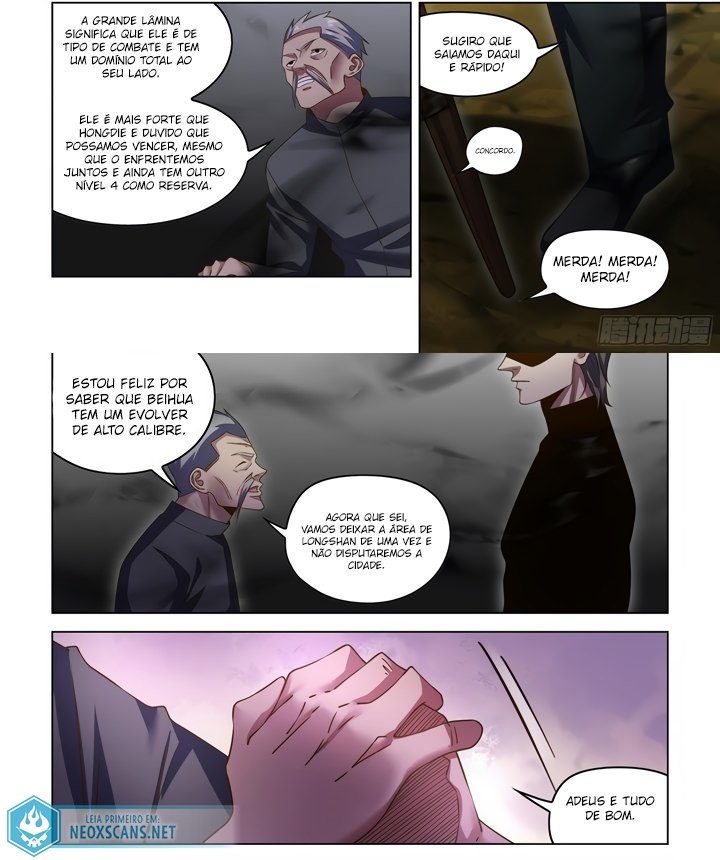 A GRANDE LÂMINA
SIGNIFICA QUE ELE É DE
TIPO DE COMBATE E TEM
UM DOMÍNIO TOTAL AO
SEU LADO.
ELE É MAIS FORTE QUE
HONGDIE E DUVIDO QUE
POSSAMOS VENCER, MESMO
QUE O ENFRENTEMOS
JUNTOS E AINDA TEM OUTRO
NÍVEL 4 COMO RESERVA.
SUGIRO QUE
SAIAMOS DAQUI
E RÁPIDO!
CONCORDO.
MERDA! MERDA!
MERDA!
腾讯动漫
ESTOU FELIZ POR
SABER QUE BEIHUA
TEM UM EVOLVER
DE ALTO CALIBRE.
AGORA QUE SEI,
VAMOS DEIXAR A ÁREA DE
LONGSHAN DE UMA VEZ E
NÃO DISPUTAREMOS A
CIDADE.
ADEUS E TUDO
DE BOM.
LEIA PRIMEIRO EM:
NEOXSCANS.NET